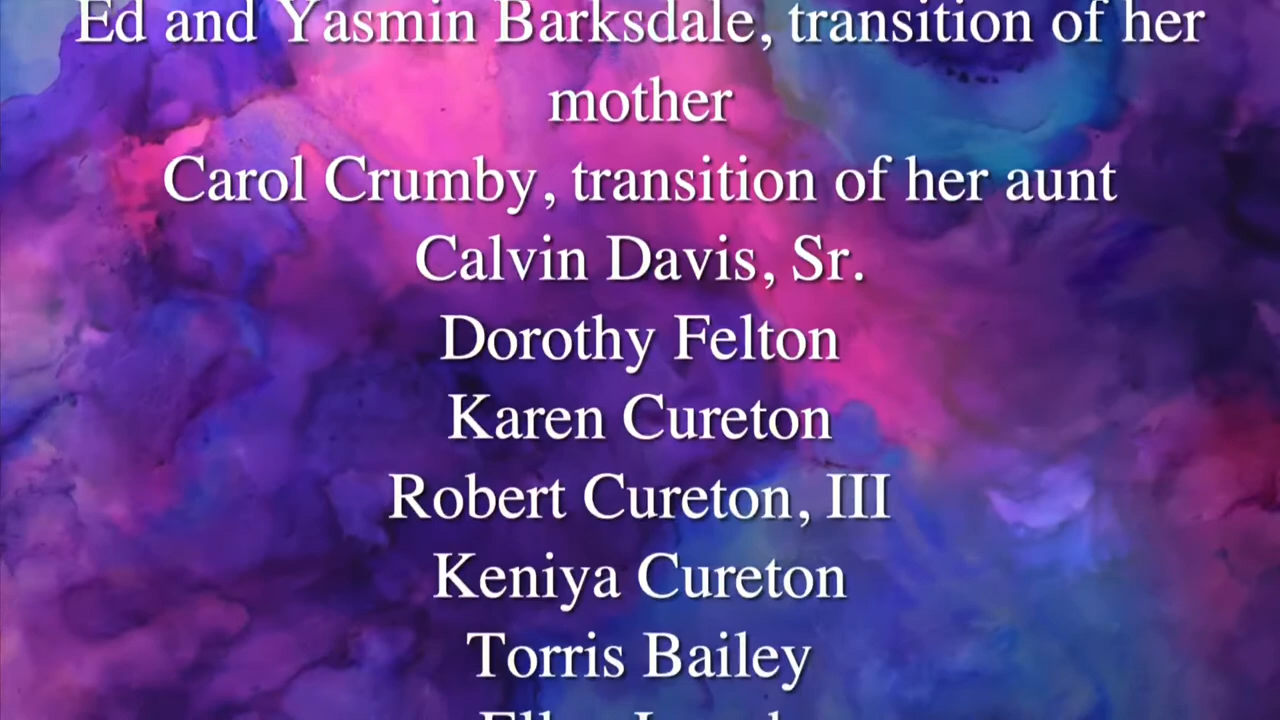 Ed and Yasmin Barksdale, transition of her
mother
Carol Crumby, transition of her aunt
Calvin Davis, Sr.
Dorothy Felton
Karen Cureton
Robert Cureton, III
Keniya Cureton
Torris Bailey